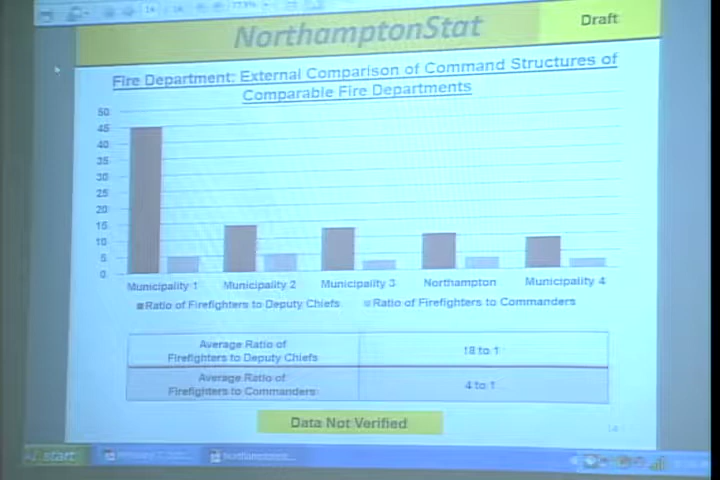 NorthamptonStat
Draft
Fire Department: External Comparison of Command Structures of
Comparable Fire Departments
50
45
40
35
30
25
20
15
10
5
0
Municipality 1
Municipality 2
Municipality 3
Northampton
Municipality 4
Ratio of Firefighters to Deputy Chiefs
Ratio of Firefighters to Commanders
Average Ratio of
Firefighters to Deputy Chiefs
18 to 1
Average Ratio of
Firefighters to Commanders
4 to 1
Data Not Verified
start